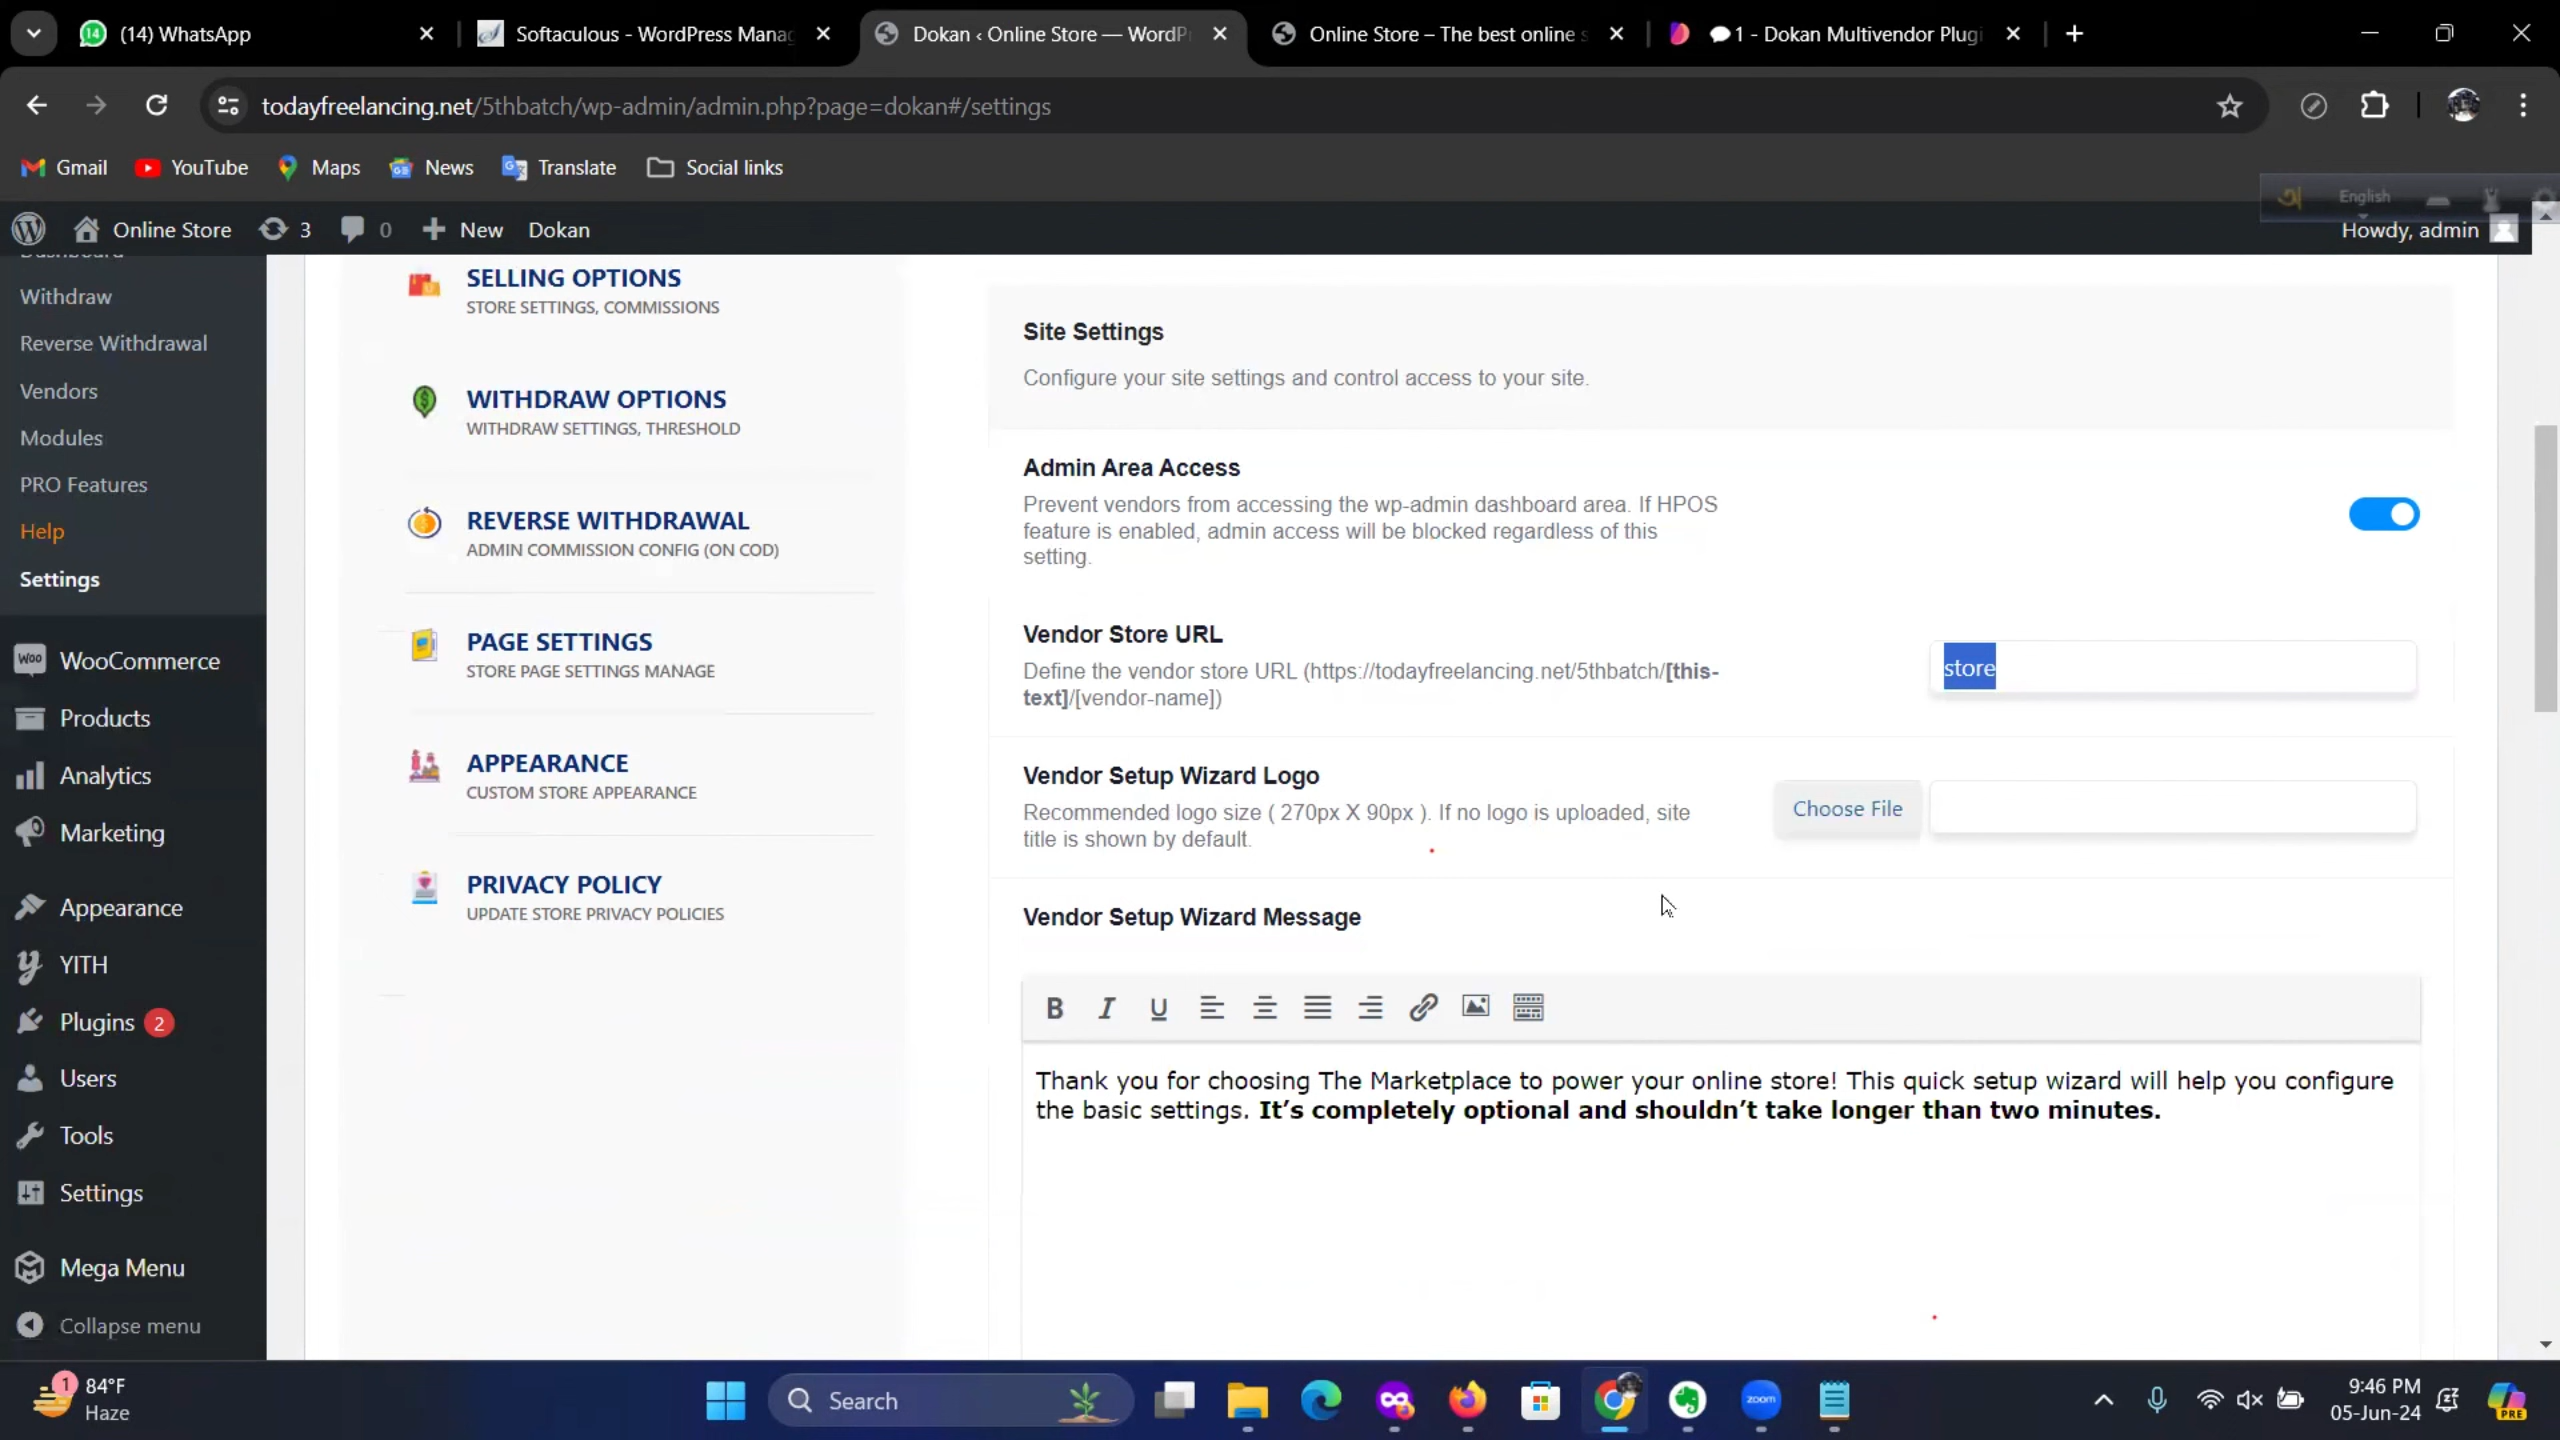 (14) WhatsApp
Softaculous - WordPress Manag
Dokan ‹ Online Store — WordPr
Online Store – The best online s
1 - Dokan Multivendor Plugi
todayfreelancing.net/5thbatch/wp-admin/admin.php?page=dokan#/settings
Gmail
YouTube
Maps
News
Translate
Social links
English
Online Store
3
0
New
Dokan
Howdy, admin
Dashboard
Withdraw
Reverse Withdrawal
Vendors
Modules
PRO Features
Help
Settings
WooCommerce
Products
Analytics
Marketing
Appearance
YITH
Plugins 2
Users
Tools
Settings
Mega Menu
Collapse menu
SELLING OPTIONS
STORE SETTINGS, COMMISSIONS
WITHDRAW OPTIONS
WITHDRAW SETTINGS, THRESHOLD
REVERSE WITHDRAWAL
ADMIN COMMISSION CONFIG (ON COD)
PAGE SETTINGS
STORE PAGE SETTINGS MANAGE
APPEARANCE
CUSTOM STORE APPEARANCE
PRIVACY POLICY
UPDATE STORE PRIVACY POLICIES
Site Settings
Configure your site settings and control access to your site.
Admin Area Access
Prevent vendors from accessing the wp-admin dashboard area. If HPOS
feature is enabled, admin access will be blocked regardless of this
setting.
Vendor Store URL
Define the vendor store URL (https://todayfreelancing.net/5thbatch/[this-
text]/[vendor-name])
store
Vendor Setup Wizard Logo
Recommended logo size ( 270px X 90px ). If no logo is uploaded, site
title is shown by default.
Choose File
Vendor Setup Wizard Message
B I U
Thank you for choosing The Marketplace to power your online store! This quick setup wizard will help you configure
the basic settings. It’s completely optional and shouldn’t take longer than two minutes.
1
84°F
Haze
Search
zoom
9:46 PM
05-Jun-24
PRE